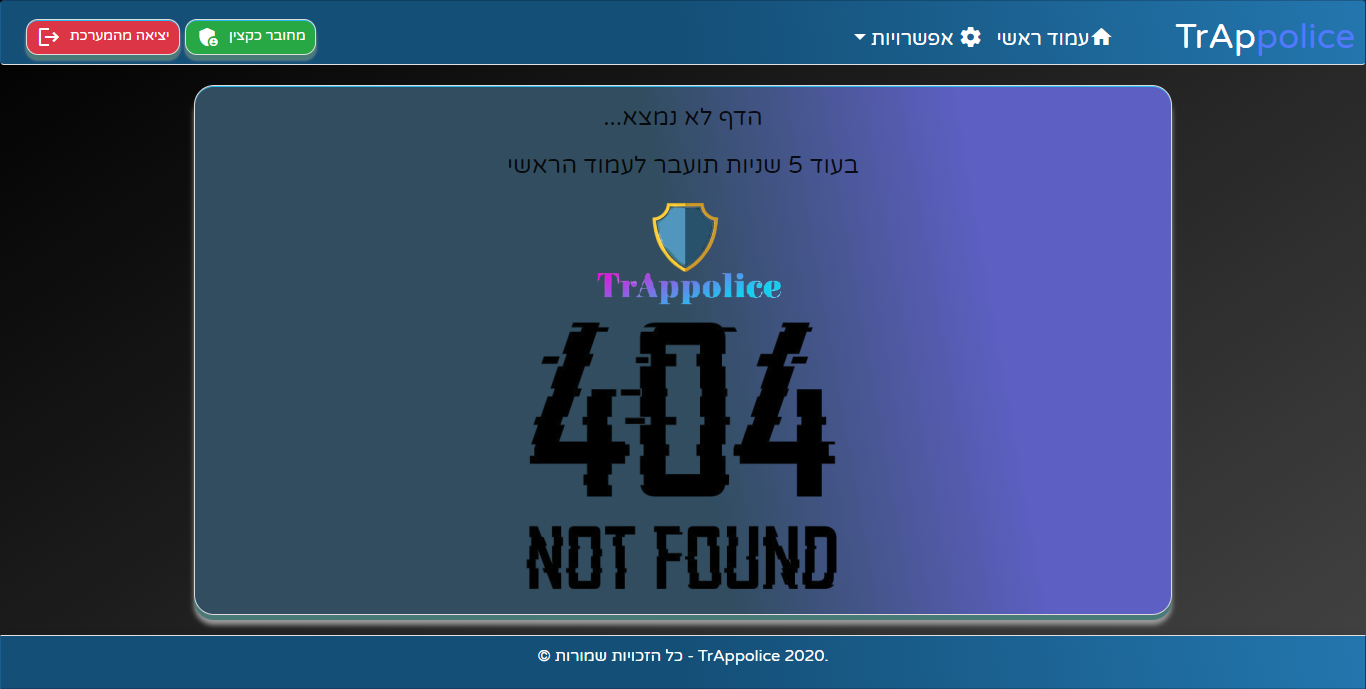 TrAppolice
עמוד ראשי
אפשרויות
מחובר כקצין
יציאה מהמערכת
הדף לא נמצא...
בעוד 5 שניות תועבר לעמוד הראשי
TrAppolice
404
NOT FOUND
© כל הזכויות שמורות - TrAppolice 2020.